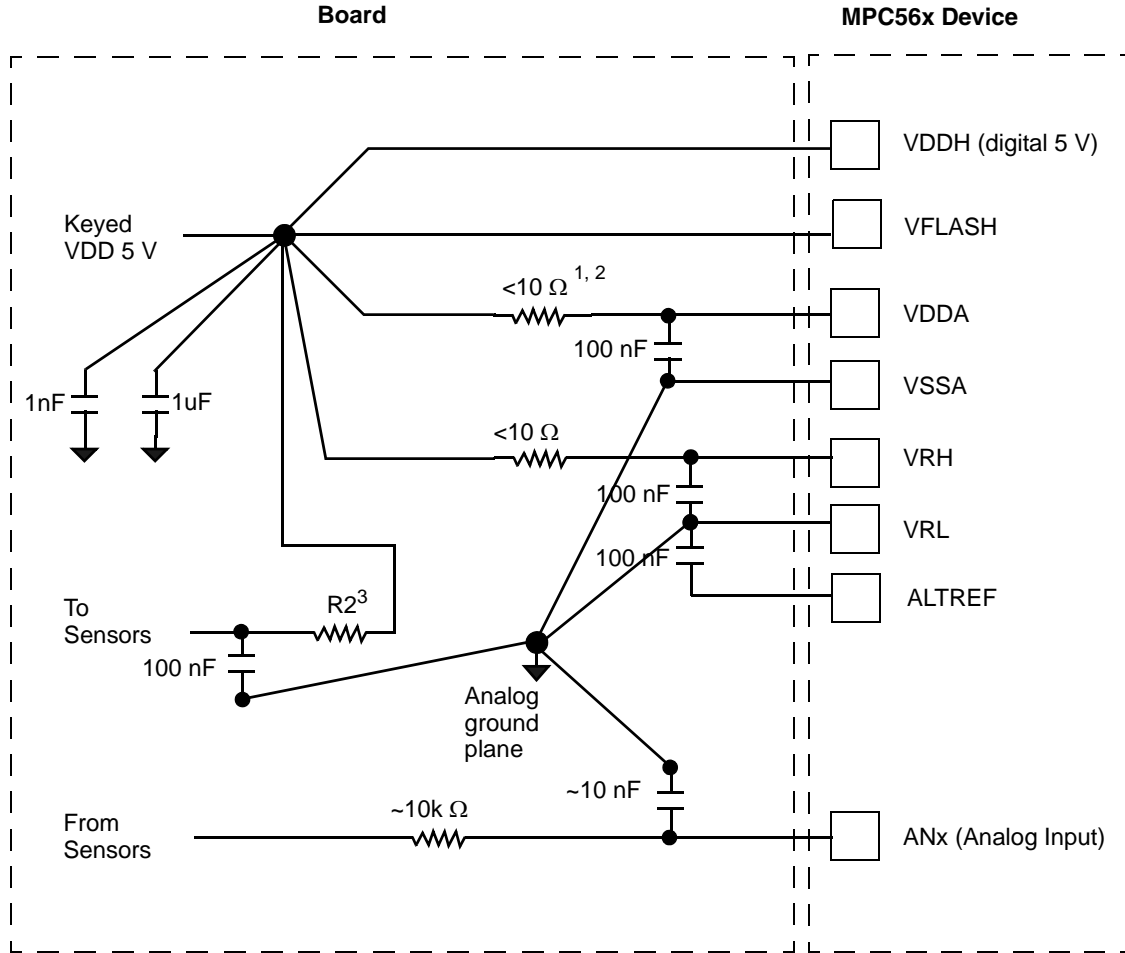 Board
MPC56x Device
VDDH (digital 5 V)
Keyed
VDD 5 V
VFLASH
<10 Ω 1, 2
VDDA
100 nF
VSSA
1nF
1uF
<10 Ω
VRH
100 nF
VRL
100 nF
ALTREF
To
Sensors
R23
100 nF
Analog
ground
plane
~10 nF
~10k Ω
From
Sensors
ANx (Analog Input)